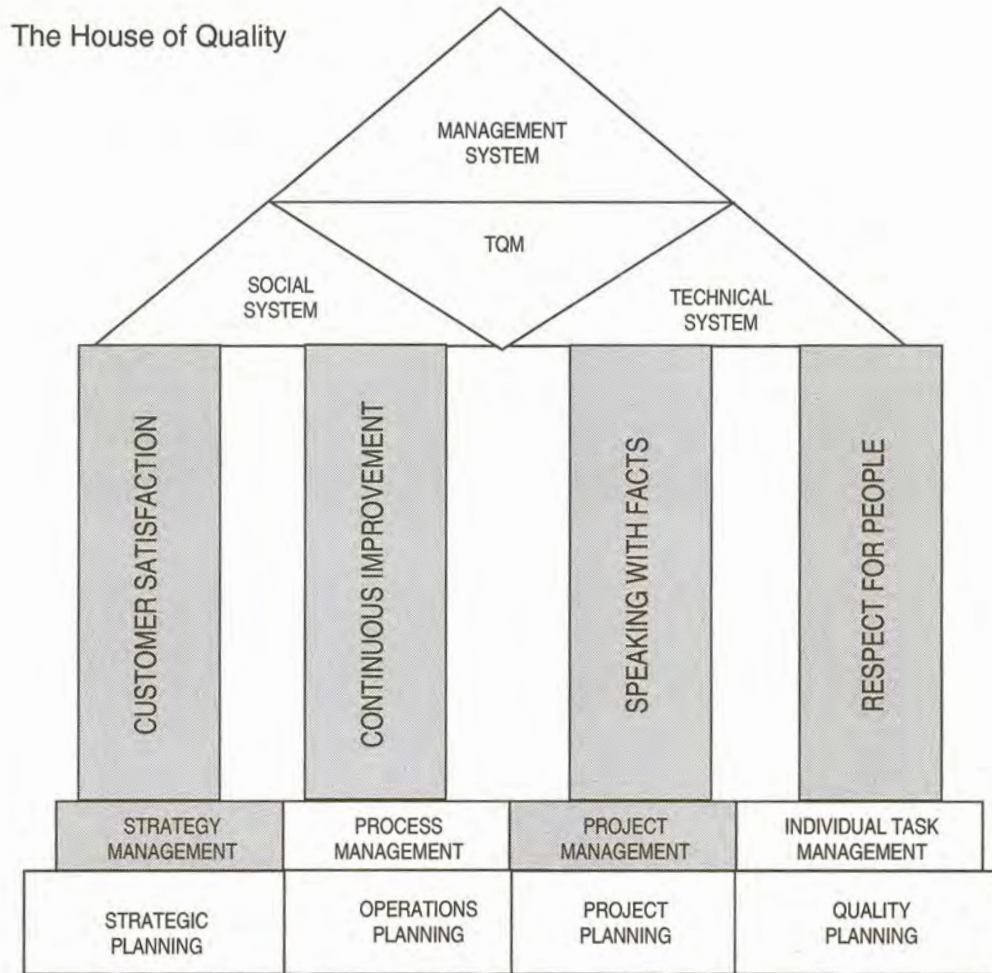 The House of Quality
MANAGEMENT
SYSTEM
TQM
SOCIAL
SYSTEM
TECHNICAL
SYSTEM
CUSTOMER SATISFACTION
CONTINUOUS IMPROVEMENT
SPEAKING WITH FACTS
RESPECT FOR PEOPLE
STRATEGY
MANAGEMENT
PROCESS
MANAGEMENT
PROJECT
MANAGEMENT
INDIVIDUAL TASK
MANAGEMENT
STRATEGIC
PLANNING
OPERATIONS
PLANNING
PROJECT
PLANNING
QUALITY
PLANNING